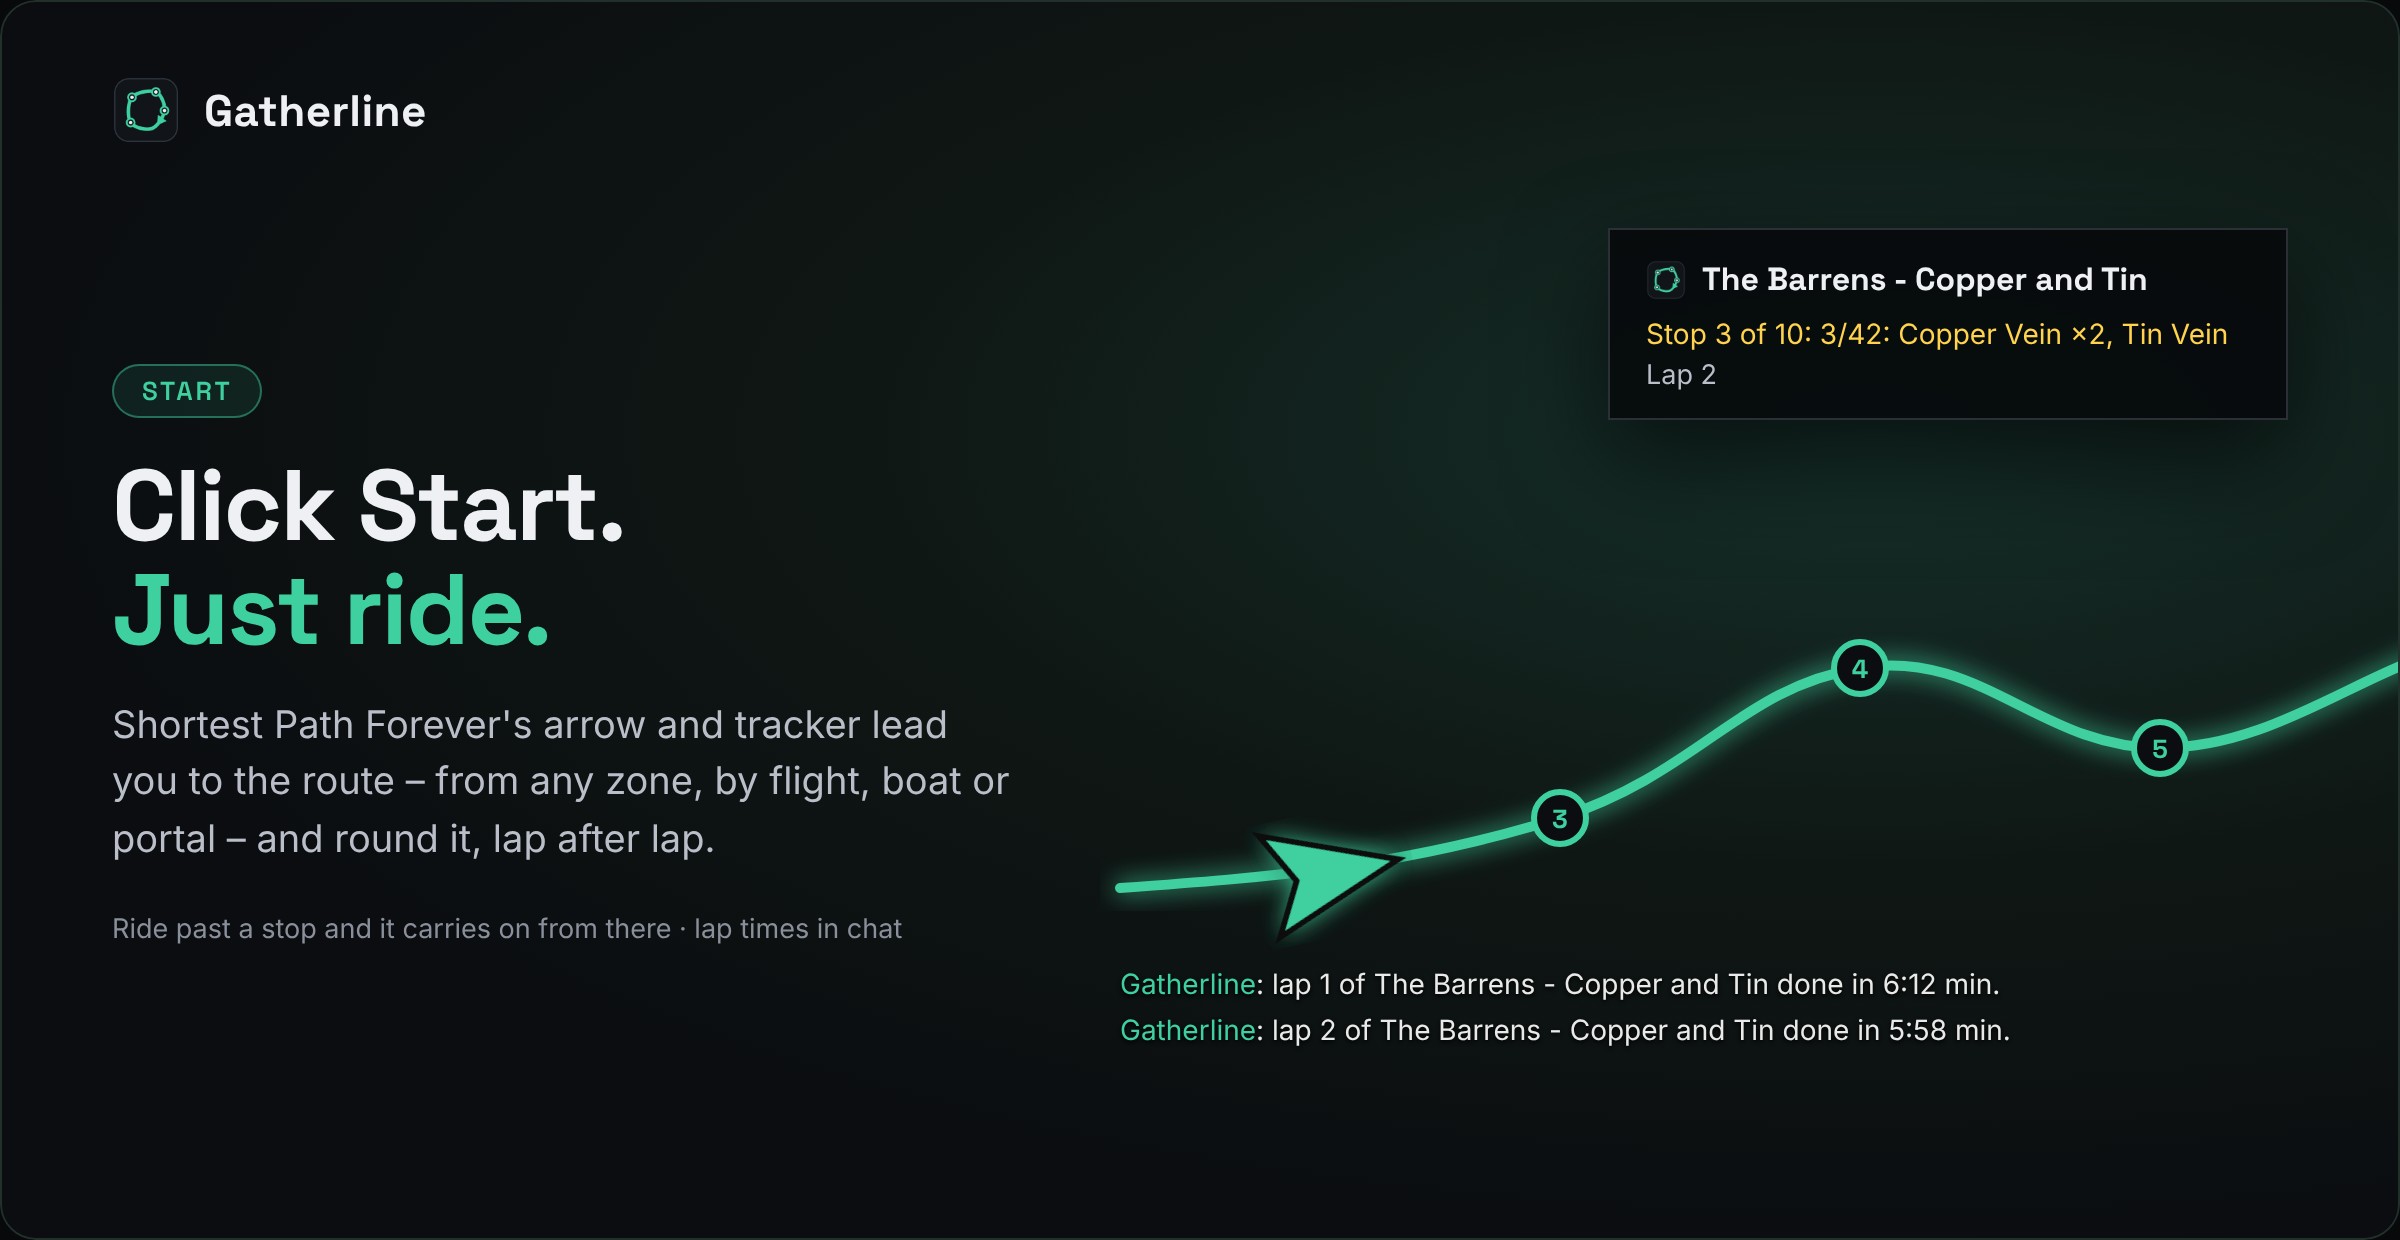 Gatherline
START
Click Start.
Just ride.
Shortest Path Forever's arrow and tracker lead
you to the route – from any zone, by flight, boat or
portal – and round it, lap after lap.
Ride past a stop and it carries on from there · lap times in chat
The Barrens - Copper and Tin
Stop 3 of 10: 3/42: Copper Vein ×2, Tin Vein
Lap 2
3
4
5
Gatherline: lap 1 of The Barrens - Copper and Tin done in 6:12 min.
Gatherline: lap 2 of The Barrens - Copper and Tin done in 5:58 min.